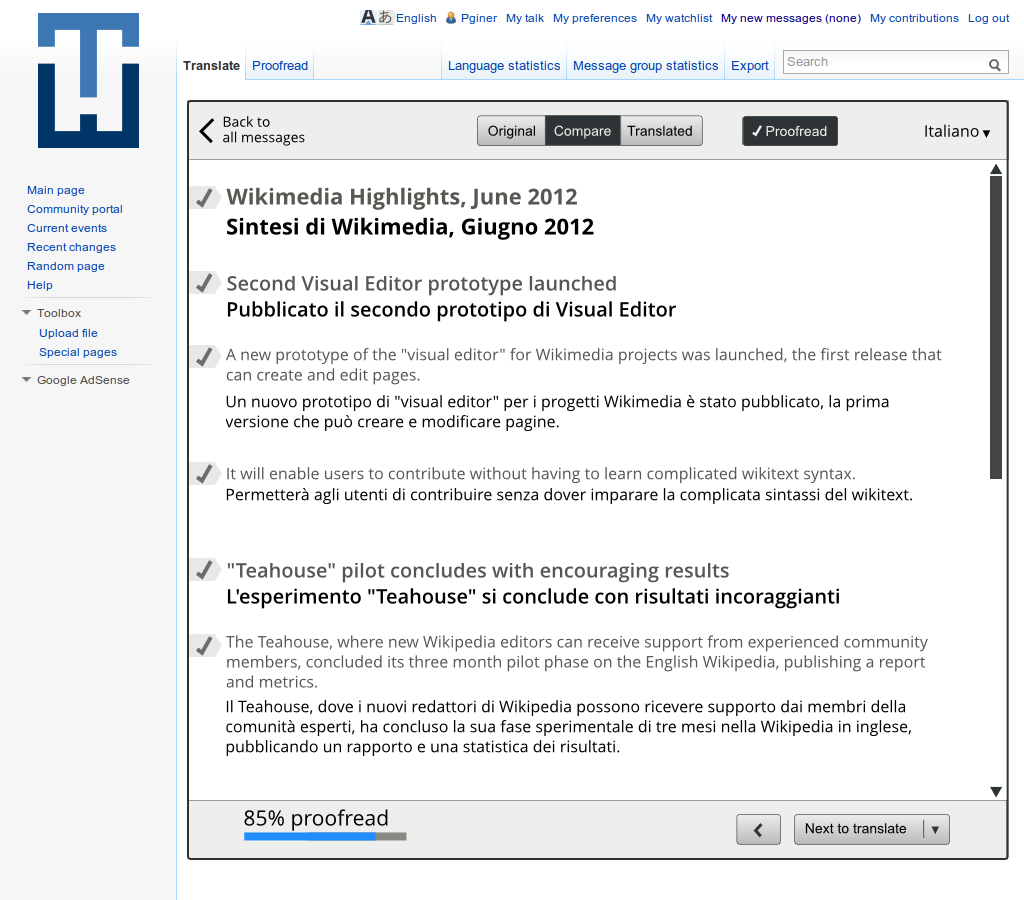 Aあ English Pginer My talk My preferences My watchlist My new messages (none) My contributions Log out
Translate Proofread Language statistics Message group statistics Export Search
Main page
Community portal
Current events
Recent changes
Random page
Help
Toolbox
Upload file
Special pages
Google AdSense
Back to
all messages
Original Compare Translated ✓Proofread Italiano ▾
Wikimedia Highlights, June 2012
Sintesi di Wikimedia, Giugno 2012
Second Visual Editor prototype launched
Pubblicato il secondo prototipo di Visual Editor
A new prototype of the "visual editor" for Wikimedia projects was launched, the first release that
can create and edit pages.
Un nuovo prototipo di "visual editor" per i progetti Wikimedia è stato pubblicato, la prima
versione che può creare e modificare pagine.
It will enable users to contribute without having to learn complicated wikitext syntax.
Permetterà agli utenti di contribuire senza dover imparare la complicata sintassi del wikitext.
"Teahouse" pilot concludes with encouraging results
L'esperimento "Teahouse" si conclude con risultati incoraggianti
The Teahouse, where new Wikipedia editors can receive support from experienced community
members, concluded its three month pilot phase on the English Wikipedia, publishing a report
and metrics.
Il Teahouse, dove i nuovi redattori di Wikipedia possono ricevere supporto dai membri della
comunità esperti, ha concluso la sua fase sperimentale di tre mesi nella Wikipedia in inglese,
pubblicando un rapporto e una statistica dei risultati.
85% proofread
Next to translate